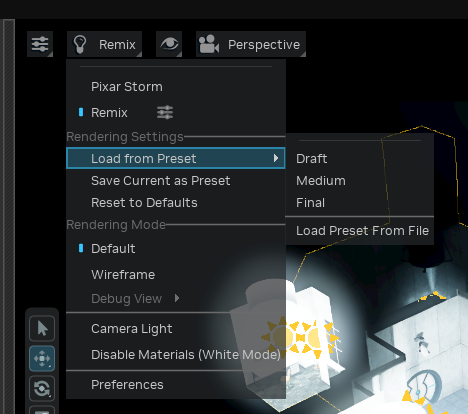 Remix
Perspective
Pixar Storm
Remix
Rendering Settings
Load from Preset
Draft
Save Current as Preset
Medium
Reset to Defaults
Final
Rendering Mode
Load Preset From File
Default
Wireframe
Debug View
Camera Light
Disable Materials (White Mode)
Preferences